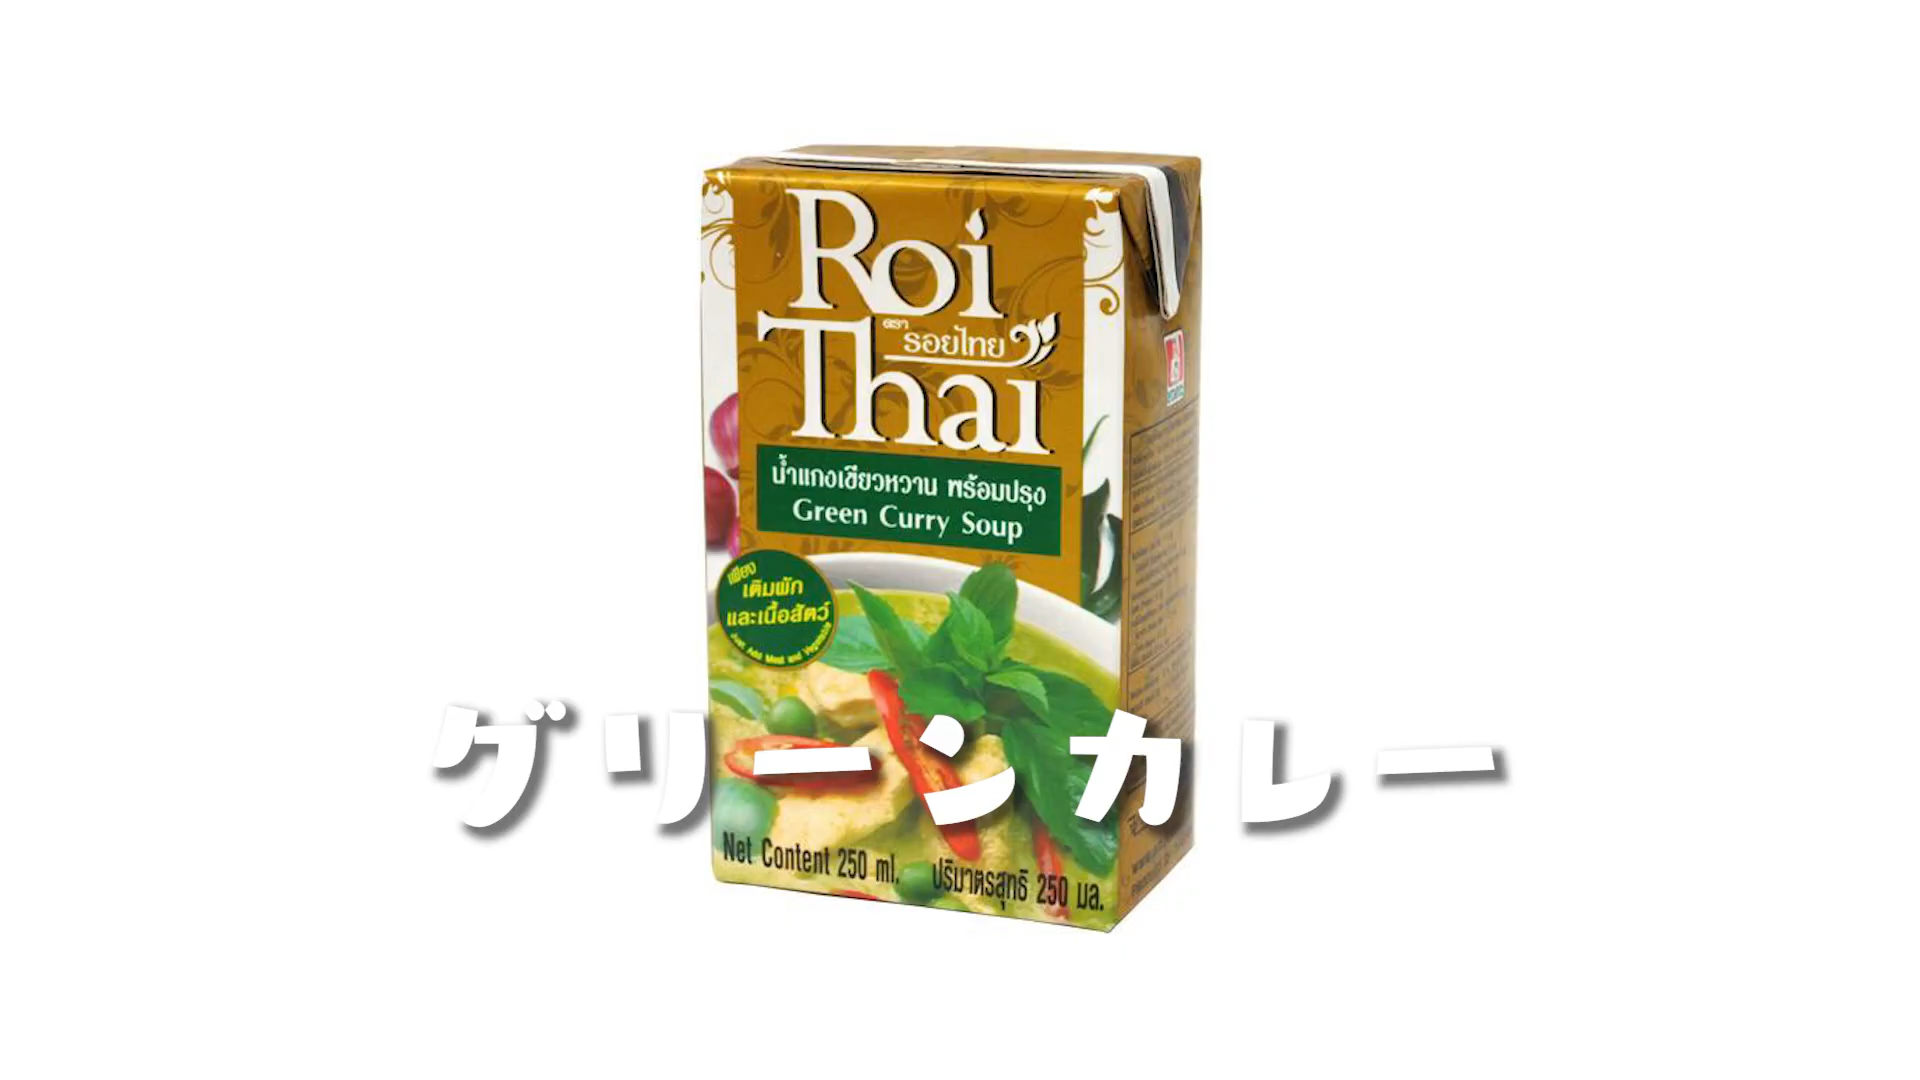 Roi
ตรา
รอยไทย
Thai
น้ำแกงเขียวหวาน พร้อมปรุง
Green Curry Soup
เพียง
เติมผัก
และเนื้อสัตว์
Just Add Meat and Vegetable
グリーンカレー
Net Content 250 ml.
ปริมาตรสุทธิ 250 มล.